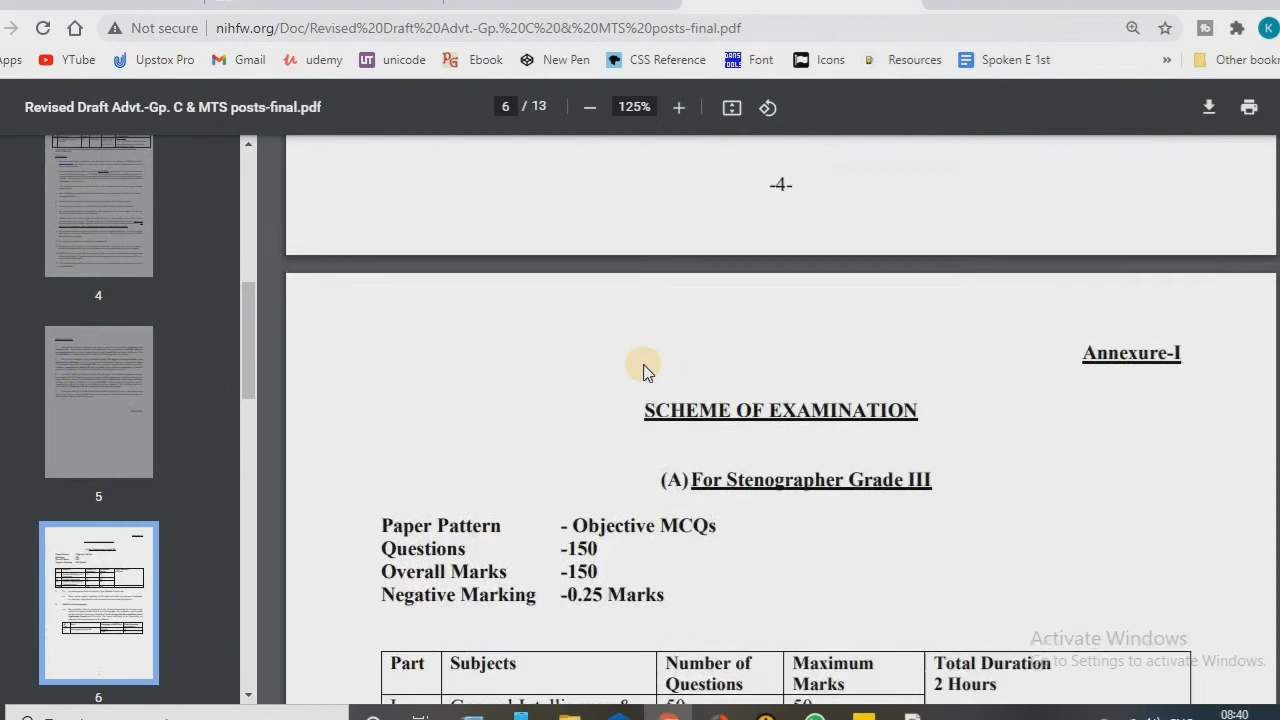 Not secure nihfw.org/Doc/Revised%20Draft%20Advt.-Gp.%20C%20&%20MTS%20posts-final.pdf K
pps YTube Upstox Pro Gmail udemy UT unicode PG Ebook New Pen CSS Reference Font Icons Resources Spoken E 1st » Other bookr
Revised Draft Advt.-Gp. C & MTS posts-final.pdf 6 / 13 125%
-4-
4
5
6
Annexure-I
SCHEME OF EXAMINATION
(A) For Stenographer Grade III
Paper Pattern - Objective MCQs
Questions -150
Overall Marks -150
Negative Marking -0.25 Marks
Part Subjects Number of Questions Maximum Marks Total Duration 2 Hours
Activate Windows
Go to Settings to activate Windows.
08:40